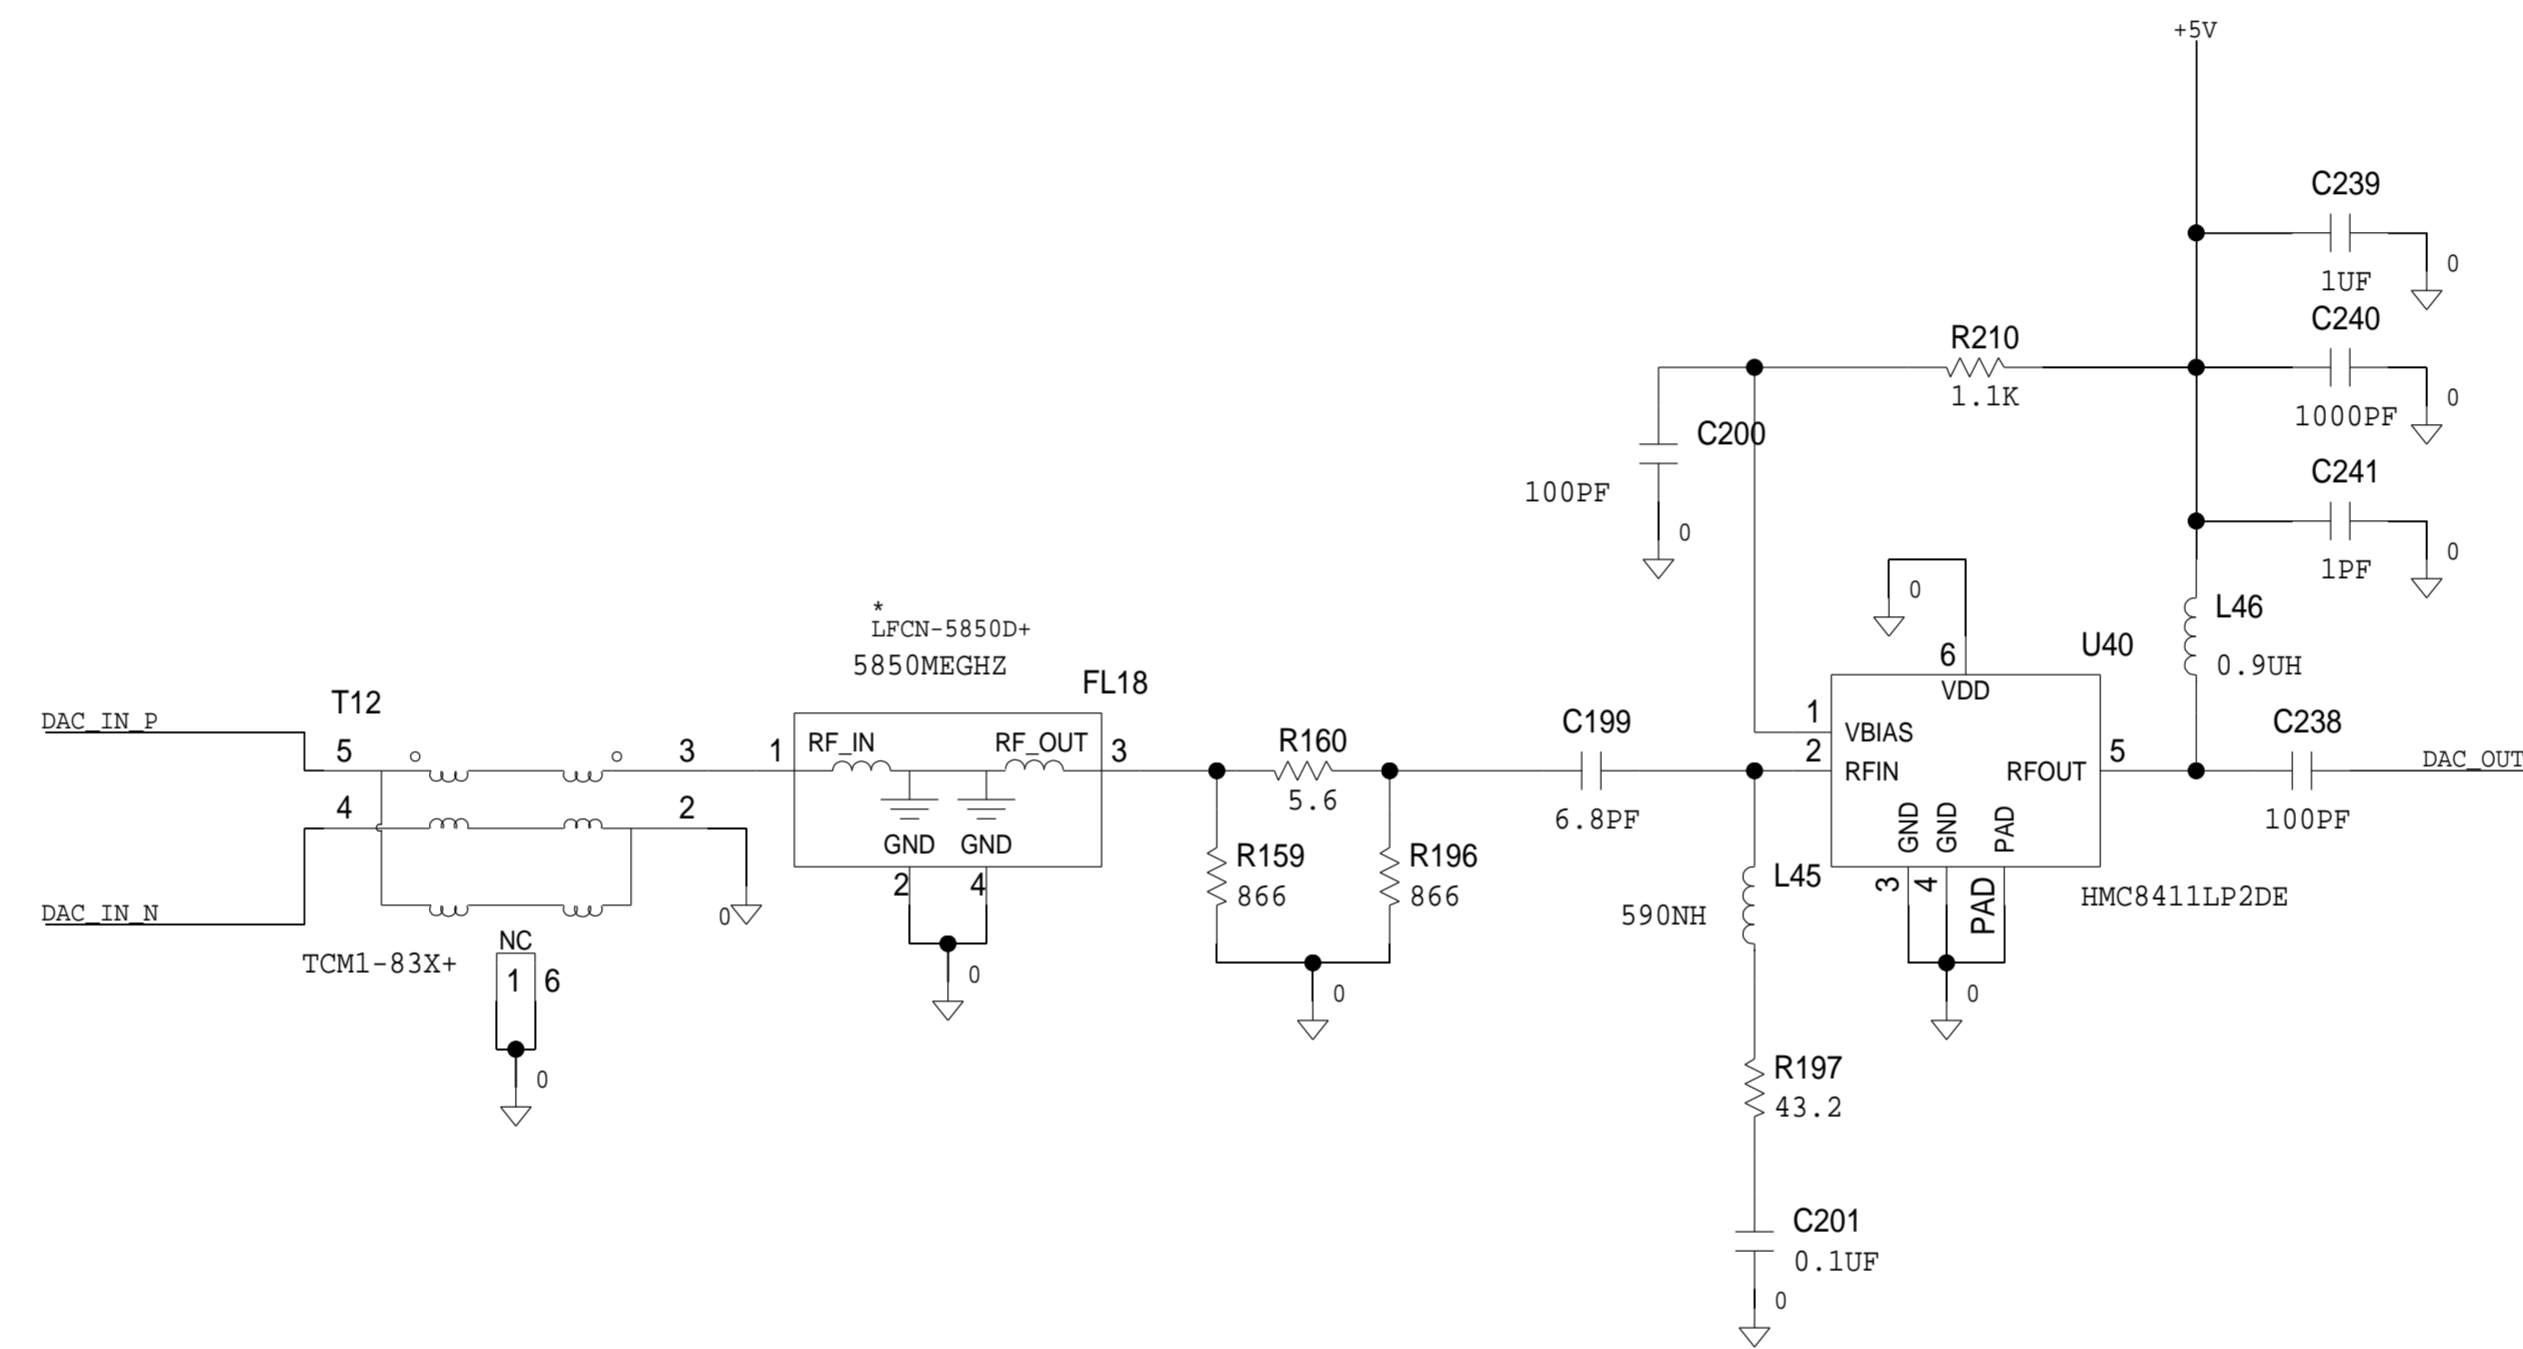 +5V
C239
1UF
0
C240
1000PF
0
R210
1.1K
C200
100PF
0
C241
1PF
0
L46
0.9UH
*
LFCN-5850D+
5850MEGHZ
FL18
0
6
VDD
U40
T12
DAC_IN_P
5
3
4
2
DAC_IN_N
0
TCM1-83X+
NC
1 6
0
1
RF_IN RF_OUT
3
GND GND
2 4
0
R160
5.6
R159
866
R196
866
0
C199
6.8PF
1
VBIAS
2
RFIN
RFOUT
5
GND
GND
PAD
3
4
PAD
0
HMC8411LP2DE
C238
100PF
DAC_OUT
L45
590NH
R197
43.2
C201
0.1UF
0